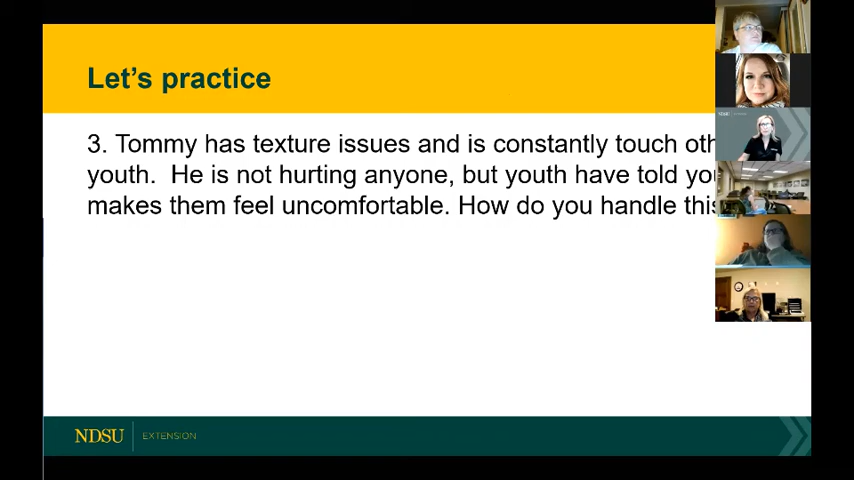 Let's practice
3. Tommy has texture issues and is constantly touch oth
youth. He is not hurting anyone, but youth have told you
makes them feel uncomfortable. How do you handle this
NDSU EXTENSION